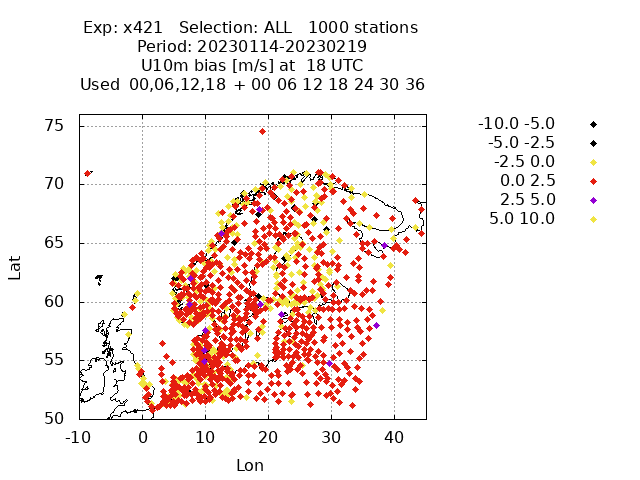 Exp: x421   Selection: ALL   1000 stations
Period: 20230114-20230219
U10m bias [m/s] at  18 UTC
Used  00,06,12,18  + 00 06 12 18 24 30 36
-10.0 -5.0
-5.0 -2.5
-2.5 0.0
0.0 2.5
2.5 5.0
5.0 10.0
75
70
65
60
55
50
Lat
-10 0 10 20 30 40
Lon